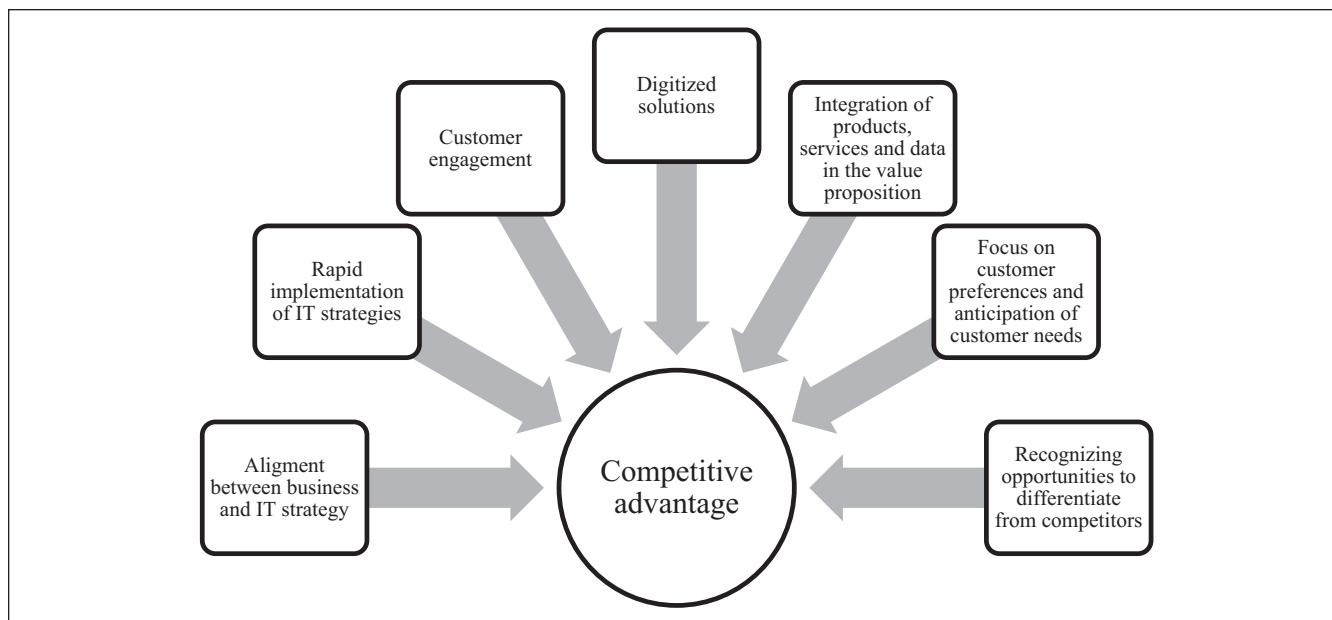 Digitized
solutions
Customer
engagement
Integration of
products,
services and data
in the value
proposition
Rapid
implementation
of IT strategies
Focus on
customer
preferences and
anticipation of
customer needs
Aligment
between business
and IT strategy
Competitive
advantage
Recognizing
opportunities to
differentiate
from competitors